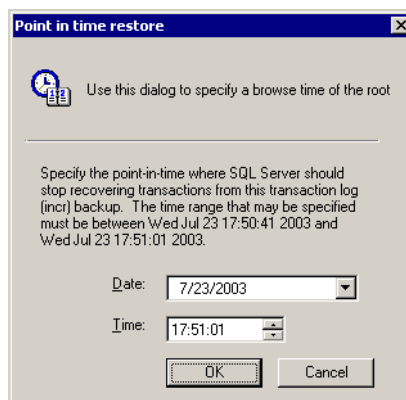 Point in time restore
Use this dialog to specify a browse time of the root
Specify the point-in-time where SQL Server should
stop recovering transactions from this transaction log
(incr) backup. The time range that may be specified
must be between Wed Jul 23 17:50:41 2003 and
Wed Jul 23 17:51:01 2003.
Date: 7/23/2003
Time: 17:51:01
OK Cancel